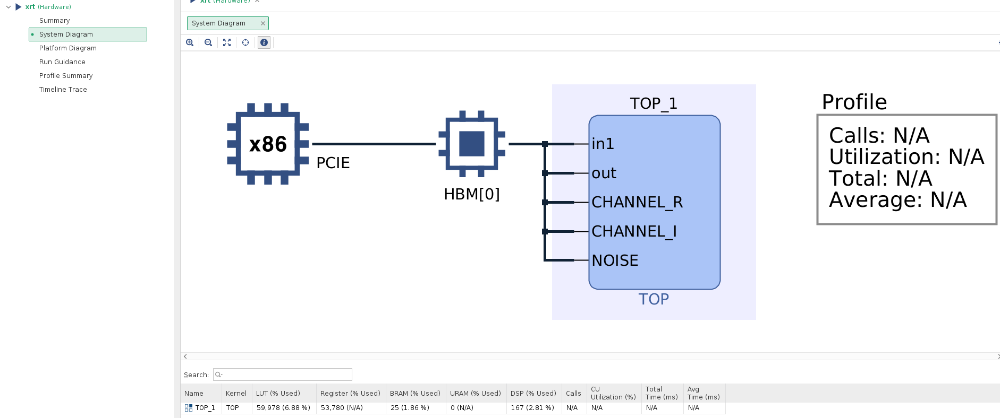 xrt (Hardware)
Summary
System Diagram
Platform Diagram
Run Guidance
Profile Summary
Timeline Trace
xrt (Hardware)
System Diagram
x86
PCIE
HBM[0]
TOP_1
in1
out
CHANNEL_R
CHANNEL_I
NOISE
TOP
Profile
Calls: N/A
Utilization: N/A
Total: N/A
Average: N/A
Search:
Name Kernel LUT (% Used) Register (% Used) BRAM (% Used) URAM (% Used) DSP (% Used) Calls CU Utilization (%) Total Time (ms) Avg Time (ms)
TOP_1 TOP 59,978 (6.88 %) 53,780 (N/A) 25 (1.86 %) 0 (N/A) 167 (2.81 %) N/A N/A N/A N/A